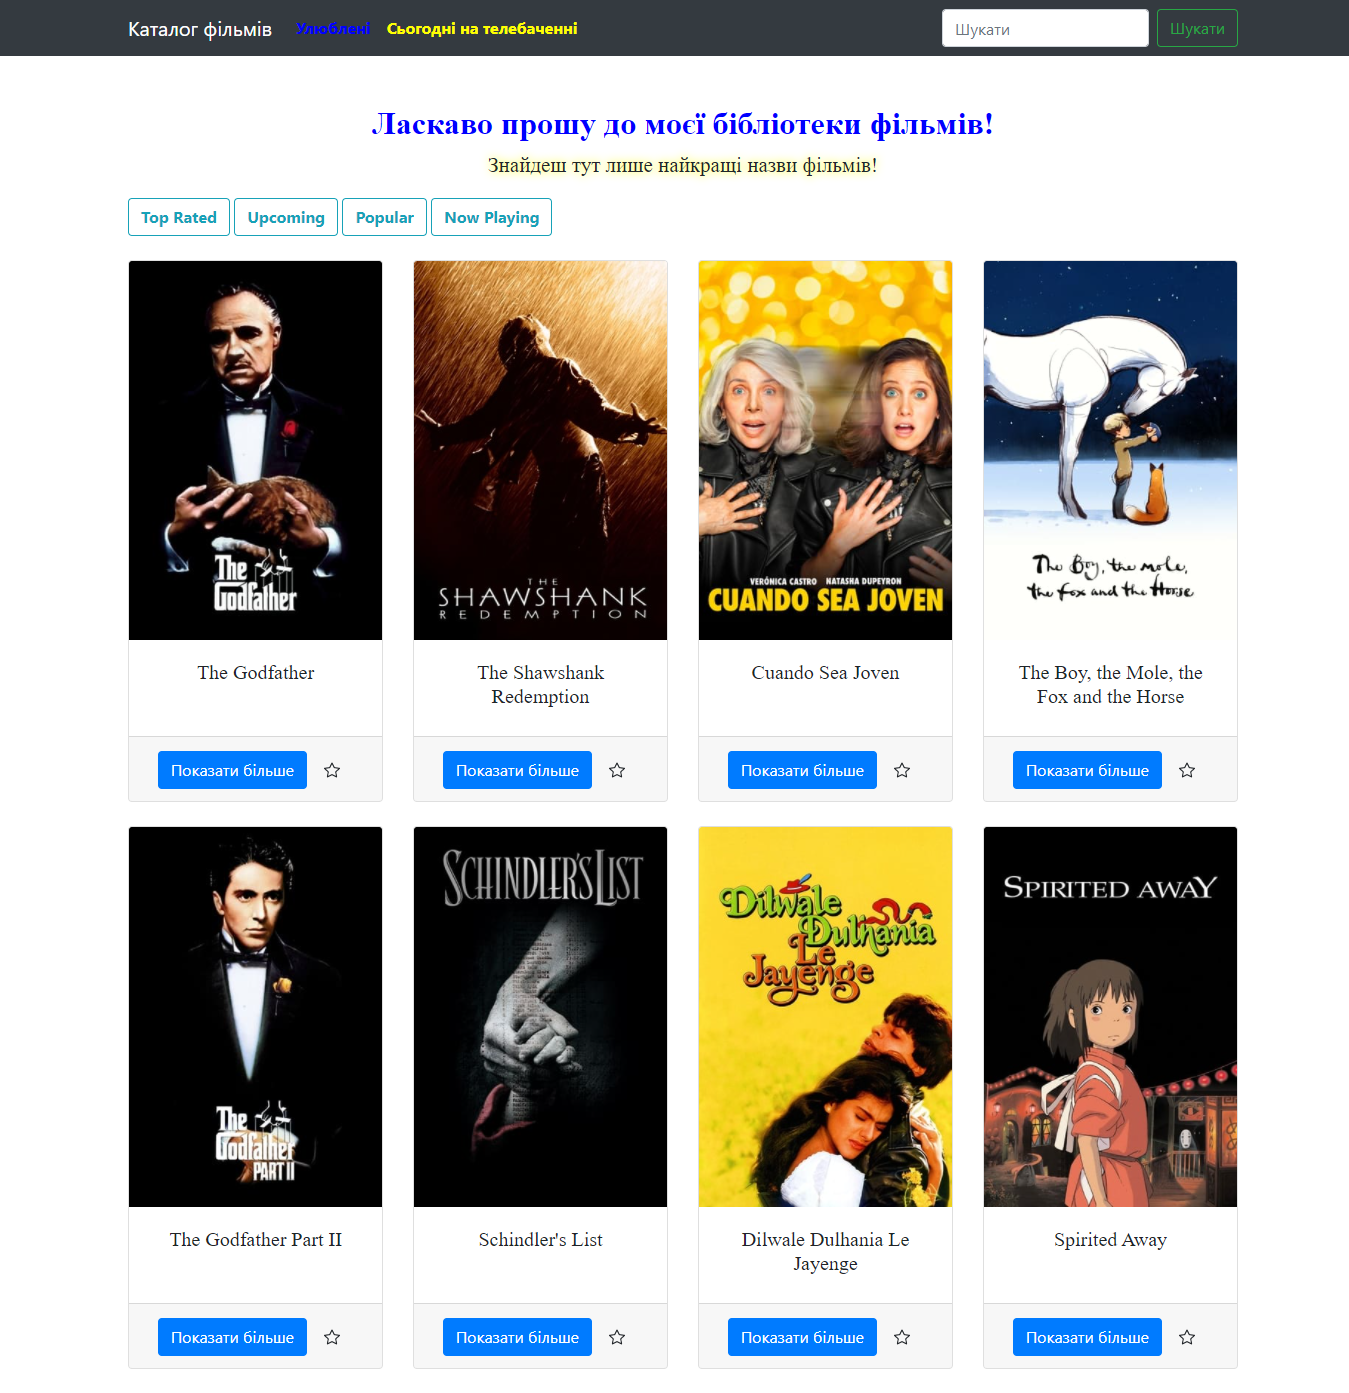 Каталог фільмів Улюблені Сьогодні на телебаченні Шукати Шукати
Ласкаво прошу до моєї бібліотеки фільмів!
Знайдеш тут лише найкращі назви фільмів!
Top Rated Upcoming Popular Now Playing
The
Godfather
THE
SHAWSHANK
REDEMPTION
VERÓNICA CASTRO NATASHA DUPEYRON
CUANDO SEA JOVEN
The Boy, the mole,
the fox and the Horse
The Godfather
The Shawshank
Redemption
Cuando Sea Joven
The Boy, the Mole, the
Fox and the Horse
Показати більше
Показати більше
Показати більше
Показати більше
The
Godfather
PART II
SCHINDLER'S LIST
Dilwale
Dulhania
Le
Jayenge
SPIRITED AWAY
The Godfather Part II
Schindler's List
Dilwale Dulhania Le
Jayenge
Spirited Away
Показати більше
Показати більше
Показати більше
Показати більше